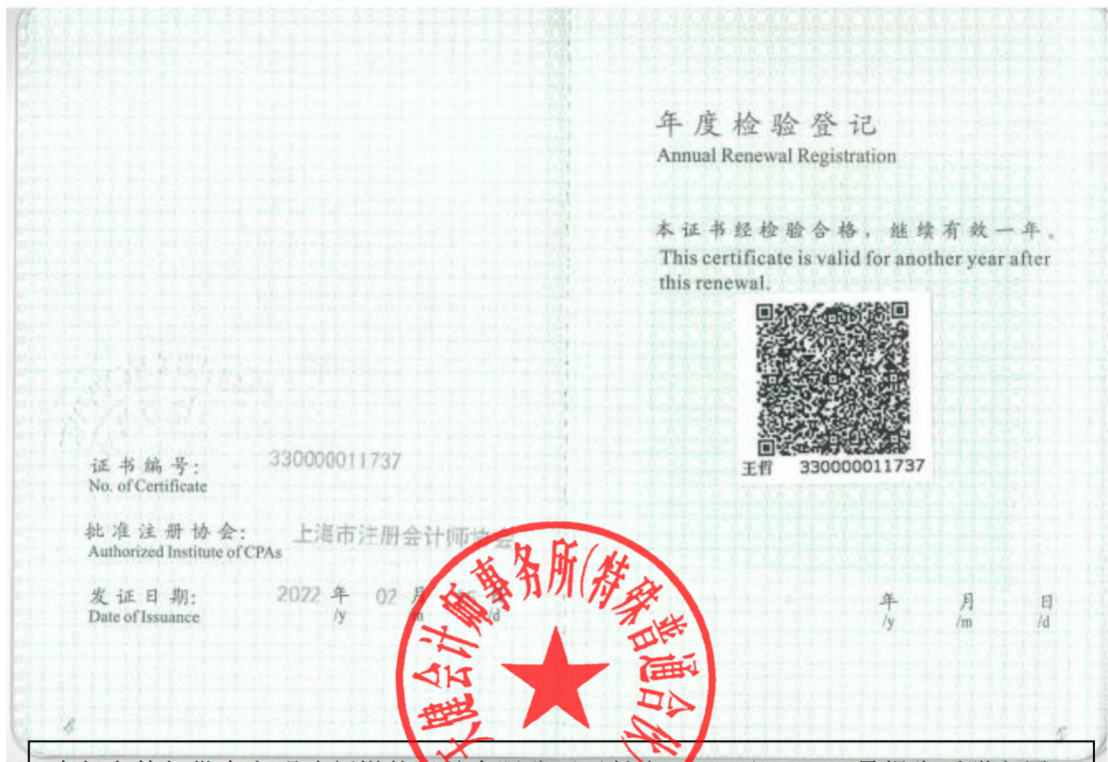 年度检验登记
Annual Renewal Registration
本证书经检验合格，继续有效一年。
This certificate is valid for another year after
this renewal.
王哲 330000011737
证书编号: 330000011737
No. of Certificate
批准注册协会: 上海市注册会计师协会
Authorized Institute of CPAs
发证日期: 2022 年 02 月
Date of Issuance /y /m /d
年 月 日
/y /m /d
天健会计师事务所(特殊普通合伙)
4
5